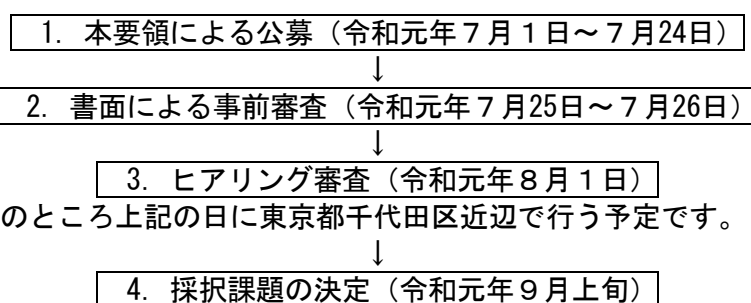 1. 本要領による公募（令和元年７月１日～７月24日）
↓
2. 書面による事前審査（令和元年７月25日～７月26日）
↓
3. ヒアリング審査（令和元年８月１日）
のところ上記の日に東京都千代田区近辺で行う予定です。
↓
4. 採択課題の決定（令和元年９月上旬）